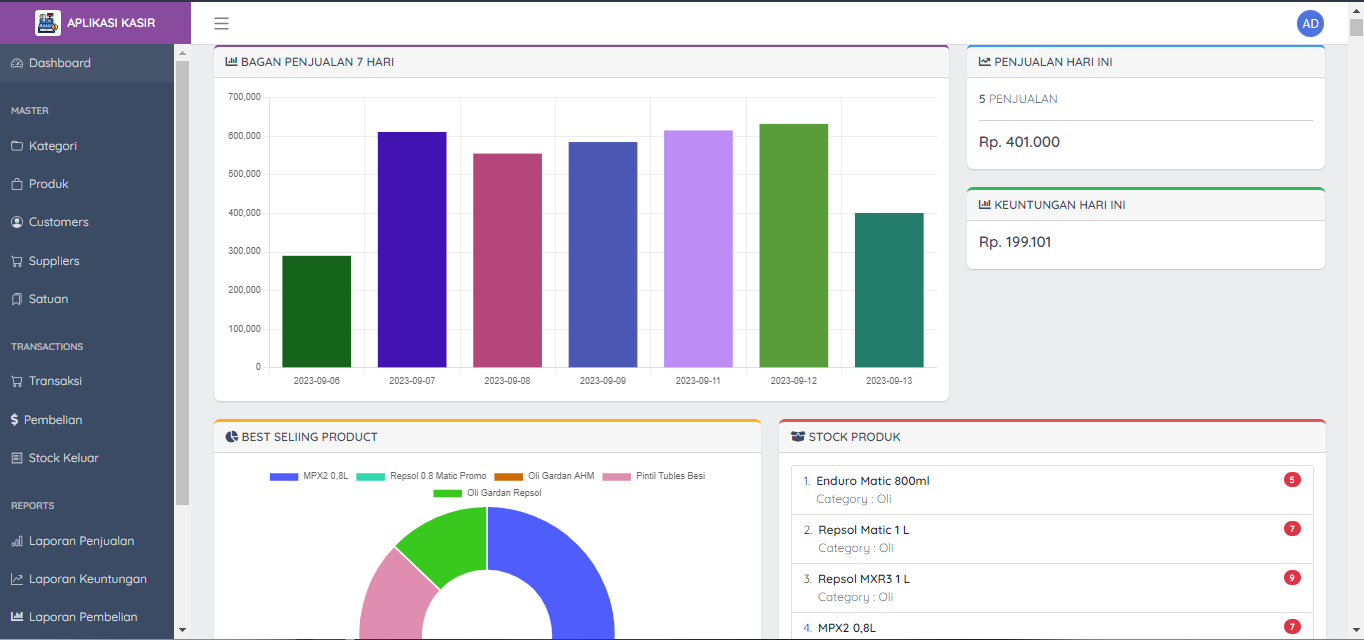 APLIKASI KASIR
AD
Dashboard
MASTER
Kategori
Produk
Customers
Suppliers
Satuan
TRANSACTIONS
Transaksi
Pembelian
Stock Keluar
REPORTS
Laporan Penjualan
Laporan Keuntungan
Laporan Pembelian
BAGAN PENJUALAN 7 HARI
700,000
600,000
500,000
400,000
300,000
200,000
100,000
0
2023-09-06 2023-09-07 2023-09-08 2023-09-09 2023-09-11 2023-09-12 2023-09-13
PENJUALAN HARI INI
5 PENJUALAN
Rp. 401.000
KEUNTUNGAN HARI INI
Rp. 199.101
BEST SELIING PRODUCT
MPX2 0,8L Repsol 0.8 Matic Promo Oli Gardan AHM Pintil Tubles Besi
Oli Gardan Repsol
STOCK PRODUK
1. Enduro Matic 800ml 5
Category : Oli
2. Repsol Matic 1 L 7
Category : Oli
3. Repsol MXR3 1 L 9
Category : Oli
4. MPX2 0,8L 7